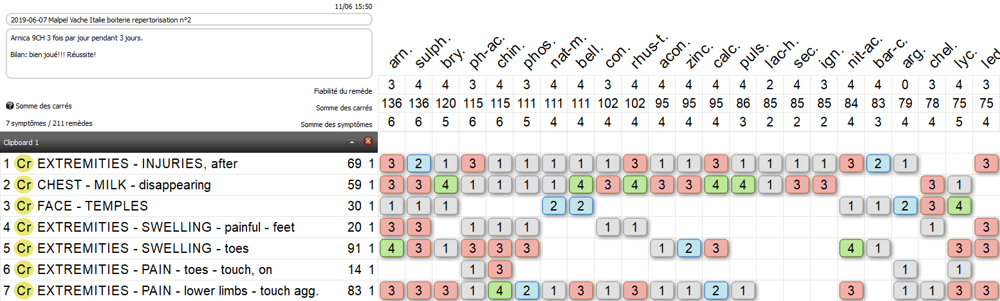 11/06 15:50
2019-06-07 Malpel Vache Italie boiterie repertorisation n°2
Arnica 9CH 3 fois par jour pendant 3 jours.
Bilan: bien joué!!! Réussite!
arn. sulph. bry. ph-ac. chin. phos. nat-m. bell. con. rhus-t. acon. zinc. calc. puls. lac-h. sec. ign. nit-ac. bar-c. arg. chel. lyc. led
Fiabilité du remède 3 4 4 3 4 3 4 4 3 4 4 4 4 4 2 4 3 4 4 0 3 4 3
Somme des carrés
Somme des carrés 136 136 120 115 115 111 111 111 102 102 95 95 95 86 85 85 85 84 83 79 78 75 75
7 symptômes / 211 remèdes
Somme des symptômes 6 6 5 6 6 5 4 4 4 4 4 4 4 3 2 2 2 4 3 4 4 5 4
Clipboard 1
1 Cr EXTREMITIES - INJURIES, after 69 1 3 2 1 3 1 1 1 1 1 3 1 1 3 1 1 1 1 3 2 1 3
2 Cr CHEST - MILK - disappearing 59 1 3 3 4 1 1 1 1 4 3 4 3 3 4 4 1 3 3 3 1
3 Cr FACE - TEMPLES 30 1 1 1 1 2 2 1 1 2 3 4
4 Cr EXTREMITIES - SWELLING - painful - feet 20 1 3 3 1 1 1 1 1 1 3
5 Cr EXTREMITIES - SWELLING - toes 91 1 4 3 1 3 3 3 1 2 3 4 1 3 3
6 Cr EXTREMITIES - PAIN - toes - touch, on 14 1 1 3 1 1
7 Cr EXTREMITIES - PAIN - lower limbs - touch agg. 83 1 3 3 3 1 4 2 1 3 1 3 1 1 2 1 3 1 1 3 3